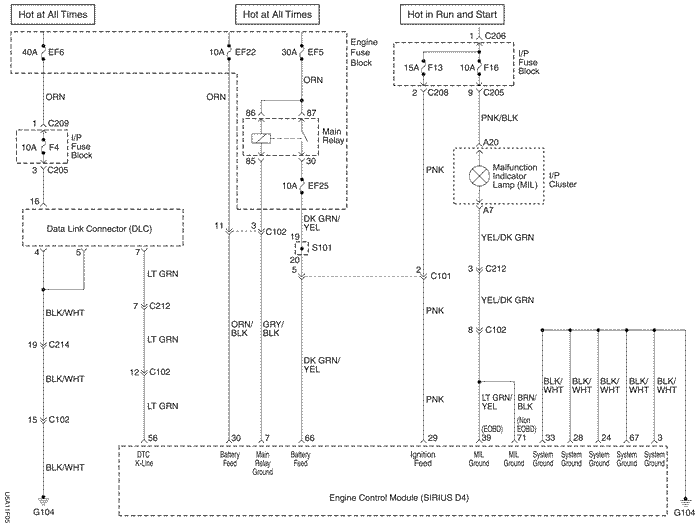 Hot at All Times
Hot at All Times
Hot in Run and Start
1 C206
40A EF6
10A EF22
30A EF5
Engine
Fuse
Block
I/P
Fuse
Block
15A F13
10A F16
ORN
ORN
ORN
2 C208
9 C205
86
87
Main
Relay
85
30
PNK/BLK
1 C209
I/P
Fuse
Block
10A F4
3 C205
A20
Malfunction
Indicator
Lamp (MIL)
I/P
Cluster
A7
PNK
10A EF25
16
Data Link Connector (DLC)
4
5
7
DK GRN/
YEL
11
3 C102
19
S101
20
YEL/DK GRN
LT GRN
5
2 C101
3 C212
BLK/WHT
7 C212
PNK
YEL/DK GRN
ORN/
BLK
GRY/
BLK
8 C102
19 C214
LT GRN
DK GRN/
YEL
BLK/WHT
12 C102
BLK/
WHT
BLK/
WHT
BLK/
WHT
BLK/
WHT
BLK/
WHT
PNK
LT GRN/
YEL
(EOBD)
BRN/
BLK
(Non
EOBD)
LT GRN
15 C102
56
30
7
66
29
39
71
33
28
24
67
3
BLK/WHT
DTC
K-Line
Battery
Feed
Main
Relay
Ground
Battery
Feed
Ignition
Feed
MIL
Ground
MIL
Ground
System
Ground
System
Ground
System
Ground
System
Ground
System
Ground
Engine Control Module (SIRIUS D4)
G104
G104